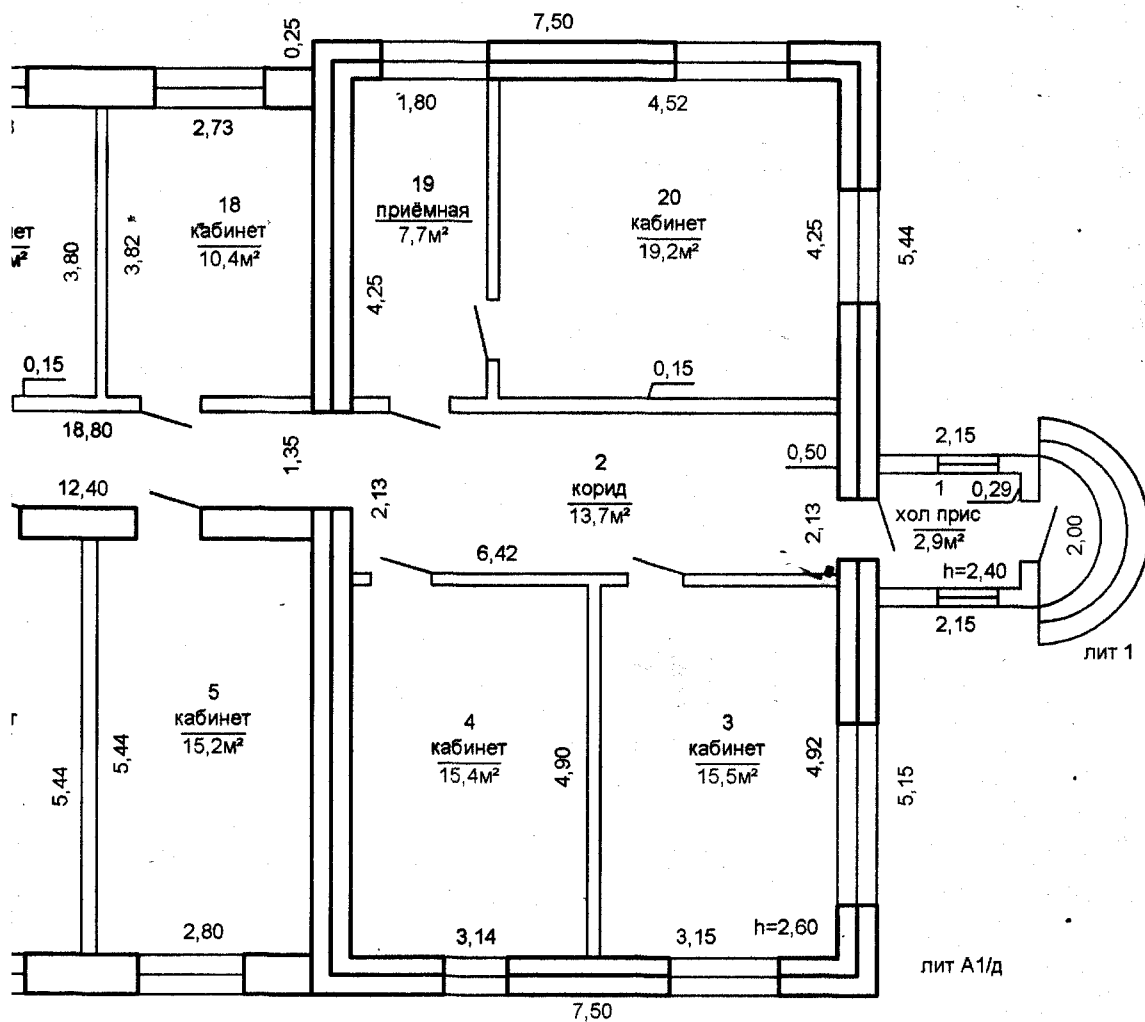 7,50
0,25
1,80
4,52
2,73
19
приёмная
7,7м²
20
кабинет
19,2м²
18
кабинет
10,4м²
3,80
3,82
4,25
4,25
5,44
м²
0,15
0,15
18,80
1,35
2
корид
13,7м²
0,50
2,15
1
0,29
хол прис
2,9м²
2,00
12,40
2,13
2,13
6,42
h=2,40
2,15
лит 1
5
кабинет
15,2м²
4
кабинет
15,4м²
3
кабинет
15,5м²
5,44
5,44
4,90
4,92
5,15
2,80
3,14
3,15
h=2,60
лит А1/д
7,50